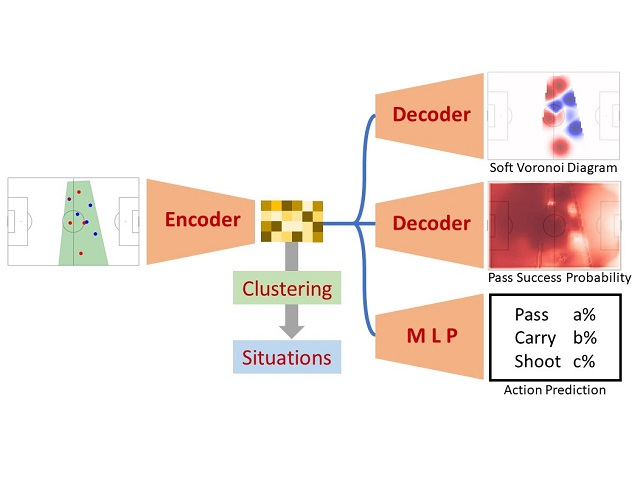 Decoder
Soft Voronoi Diagram
Encoder
Decoder
Pass Success Probability
Clustering
Situations
M L P
Pass a%
Carry b%
Shoot c%
Action Prediction